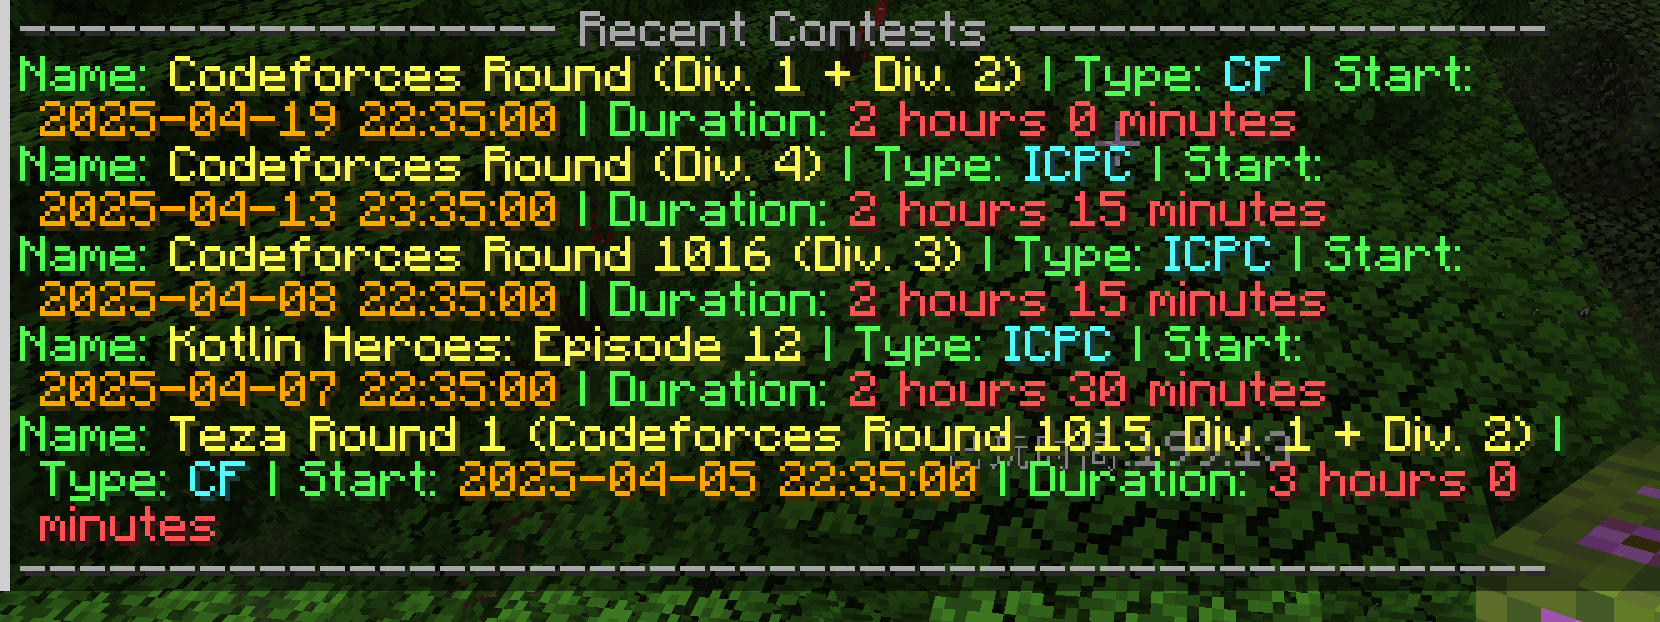 Recent Contests
Name: Codeforces Round (Div. 1 + Div. 2) | Type: CF | Start:
2025-04-19 22:35:00 | Duration: 2 hours 0 minutes
Name: Codeforces Round (Div. 4) | Type: ICPC | Start:
2025-04-13 23:35:00 | Duration: 2 hours 15 minutes
Name: Codeforces Round 1016 (Div. 3) | Type: ICPC | Start:
2025-04-08 22:35:00 | Duration: 2 hours 15 minutes
Name: Kotlin Heroes: Episode 12 | Type: ICPC | Start:
2025-04-07 22:35:00 | Duration: 2 hours 30 minutes
Name: Teza Round 1 (Codeforces Round 1015, Div. 1 + Div. 2) |
Type: CF | Start: 2025-04-05 22:35:00 | Duration: 3 hours 0
minutes